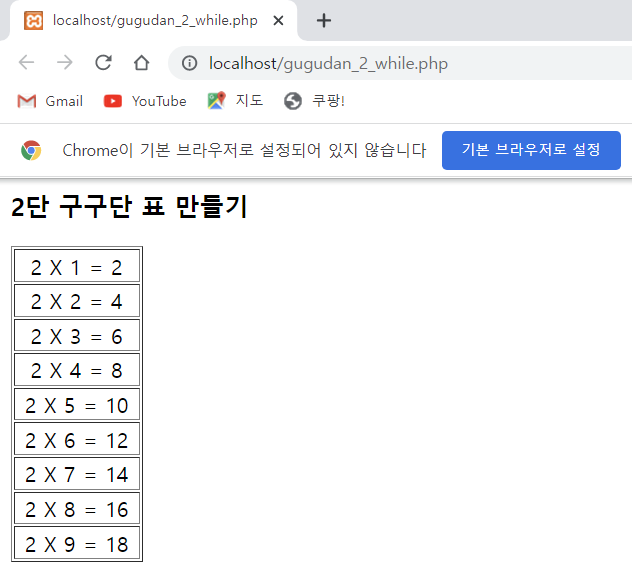 localhost/gugudan_2_while.php
localhost/gugudan_2_while.php
Gmail YouTube 지도 쿠팡!
Chrome이 기본 브라우저로 설정되어 있지 않습니다 기본 브라우저로 설정
2단 구구단 표 만들기
2 X 1 = 2
2 X 2 = 4
2 X 3 = 6
2 X 4 = 8
2 X 5 = 10
2 X 6 = 12
2 X 7 = 14
2 X 8 = 16
2 X 9 = 18